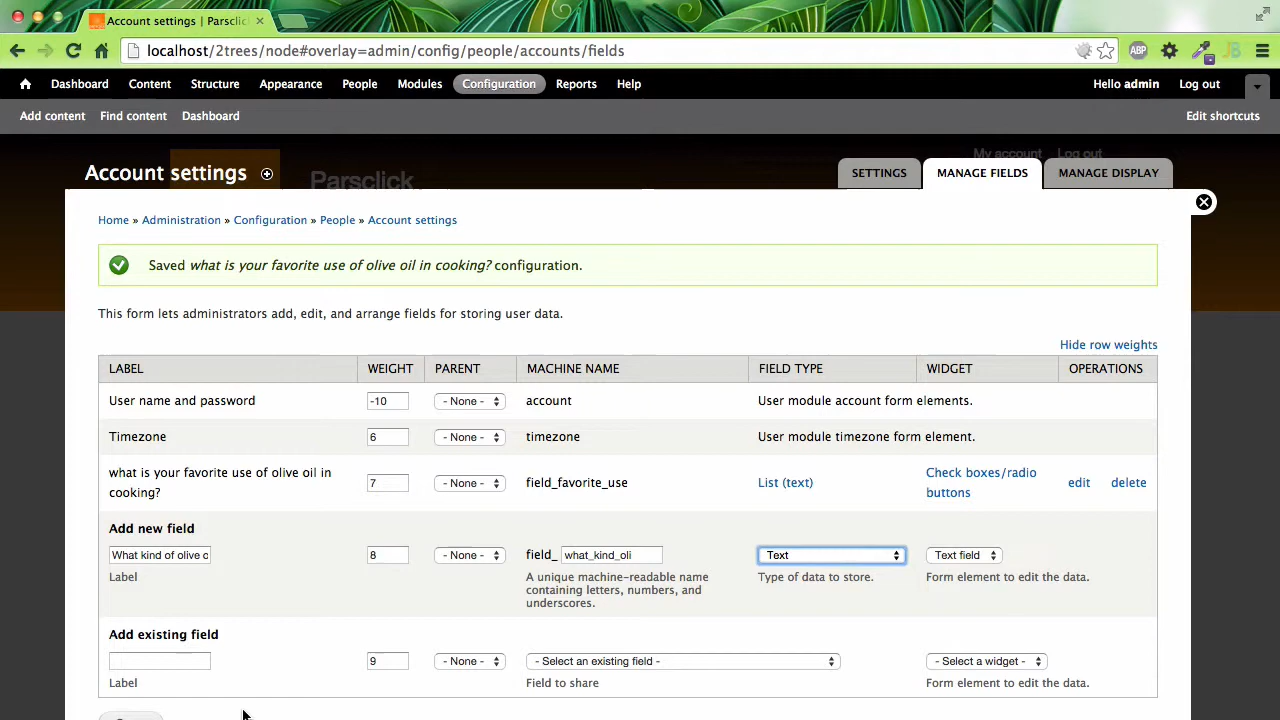 Account settings | Parsclick
localhost/2trees/node#overlay=admin/config/people/accounts/fields
ABP
JB
Dashboard Content Structure Appearance People Modules Configuration Reports Help Hello admin Log out
Add content Find content Dashboard Edit shortcuts
My account Log out
Account settings Parsclick SETTINGS MANAGE FIELDS MANAGE DISPLAY
Home » Administration » Configuration » People » Account settings
Saved what is your favorite use of olive oil in cooking? configuration.
This form lets administrators add, edit, and arrange fields for storing user data.
Hide row weights
LABEL WEIGHT PARENT MACHINE NAME FIELD TYPE WIDGET OPERATIONS
User name and password -10 - None - account User module account form elements.
Timezone 6 - None - timezone User module timezone form element.
what is your favorite use of olive oil in
cooking? 7 - None - field_favorite_use List (text) Check boxes/radio
buttons edit delete
Add new field
What kind of olive o 8 - None - field_ what_kind_oli Text Text field
Label A unique machine-readable name Type of data to store. Form element to edit the data.
containing letters, numbers, and
underscores.
Add existing field
9 - None - - Select an existing field - - Select a widget -
Label Field to share Form element to edit the data.